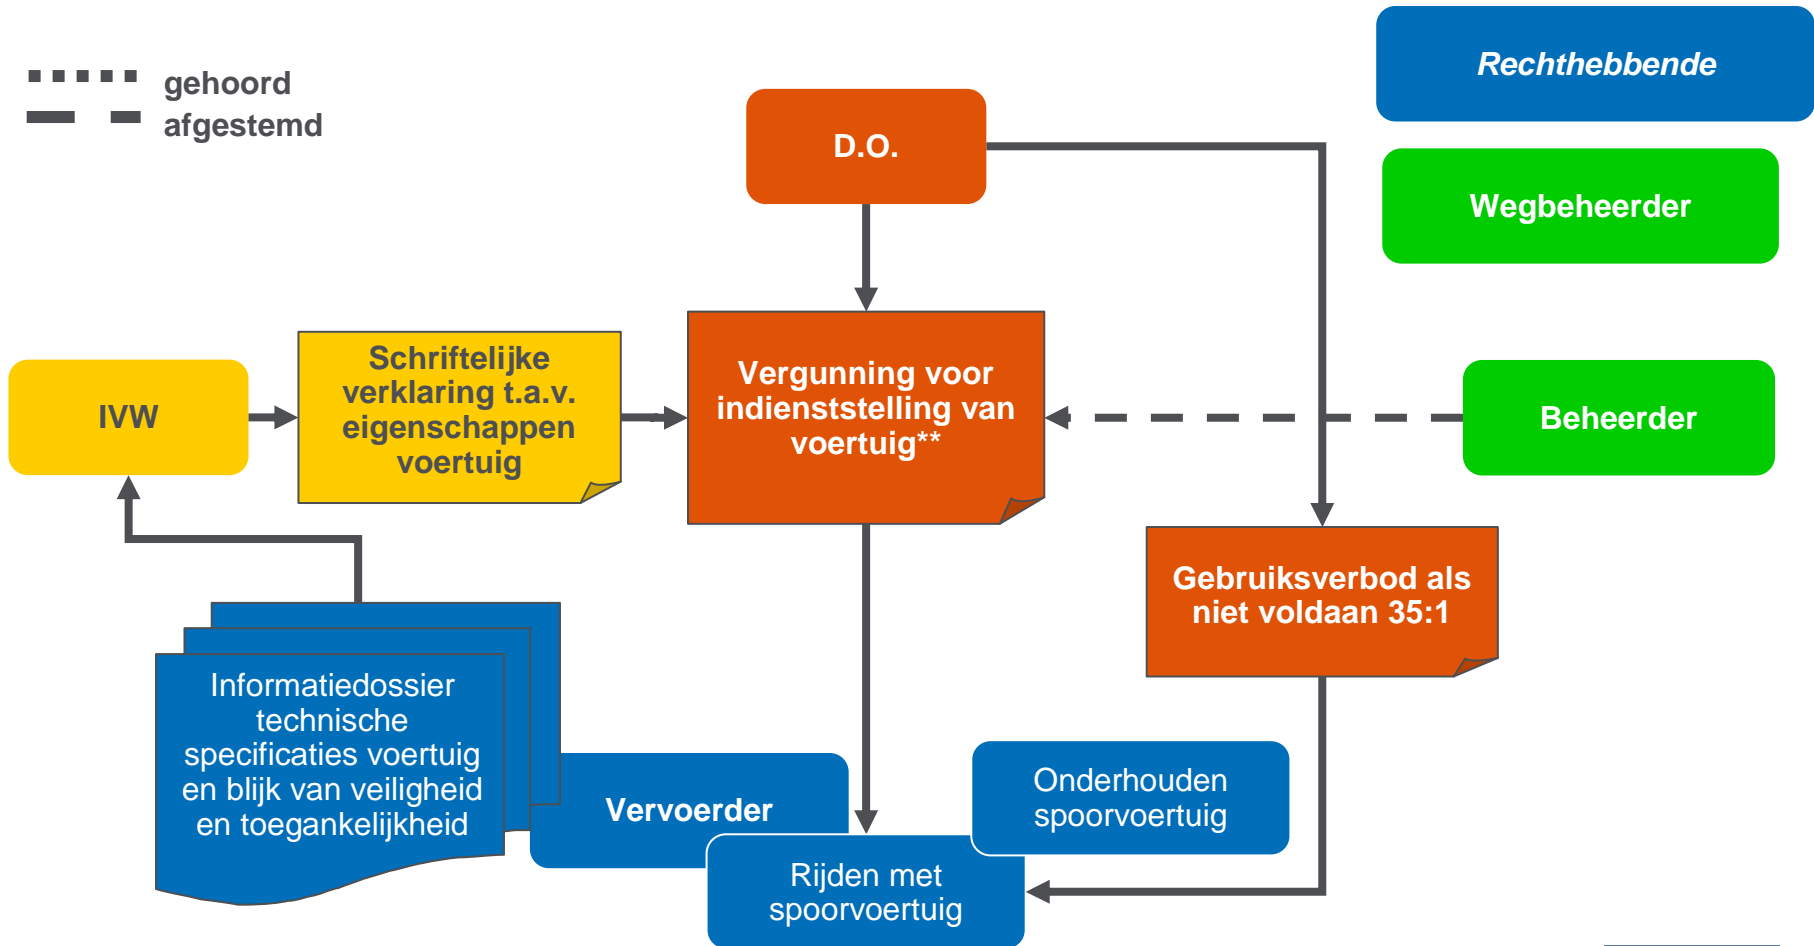 gehoord
afgestemd
Rechthebbende
D.O.
Wegbeheerder
IVW
Schriftelijke
verklaring t.a.v.
eigenschappen
voertuig
Vergunning voor
indienststelling van
voertuig**
Beheerder
Gebruiksverbod als
niet voldaan 35:1
Informatiedossier
technische
specificaties voertuig
en blijk van veiligheid
en toegankelijkheid
Vervoerder
Onderhouden
spoorvoertuig
Rijden met
spoorvoertuig